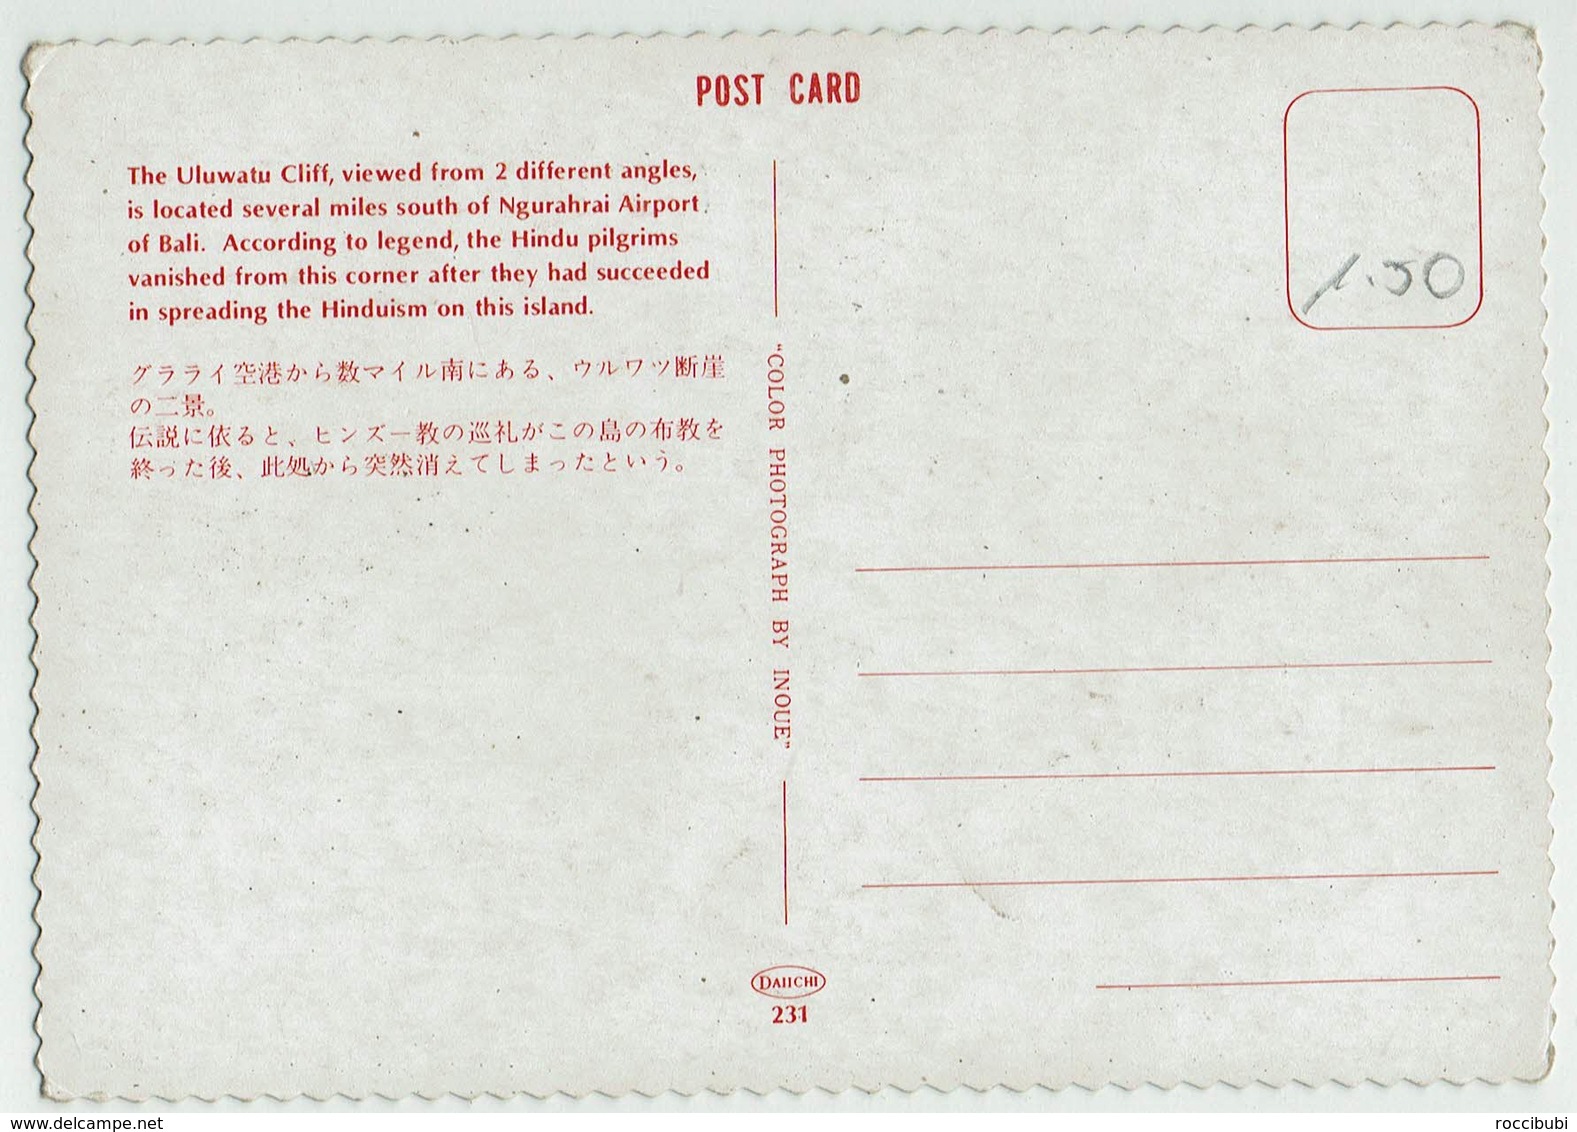 POST CARD
The Uluwatu Cliff, viewed from 2 different angles,
is located several miles south of Ngurahrai Airport
of Bali. According to legend, the Hindu pilgrims
vanished from this corner after they had succeeded
in spreading the Hinduism on this island.
グラライ空港から数マイル南にある、ウルワツ断崖
の二景。
伝説に依ると、ヒンズー教の巡礼がこの島の布教を
終った後、此処から突然消えてしまったという。
"COLOR PHOTOGRAPH BY INOUE"
DAIICHI
231
1.50
www.delcampe.net
roccibubi